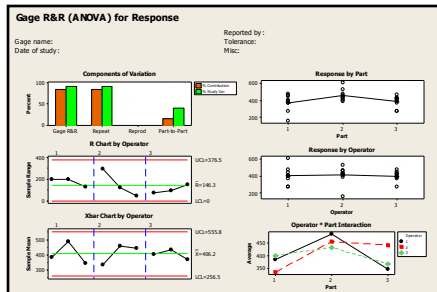 Gage R&R (ANOVA) for Response
Gage name:
Date of study:
Reported by:
Tolerance:
Misc:
Components of Variation
Percent
100
50
0
Gage R&R Repeat Reprod Part-to-Part
% Contribution
% Study Var
Response by Part
600
400
200
1 2 3
R Chart by Operator
Sample Range
400
200
0
1 2 3
UCL=376.5
R=146.3
LCL=0
Response by Operator
600
400
200
1 2 3
Operator
Xbar Chart by Operator
Sample Mean
500
400
300
1 2 3
UCL=555.8
X=406.2
LCL=256.5
Operator * Part Interaction
Average
450
400
350
1 2 3
Part
Operator
1
2
3